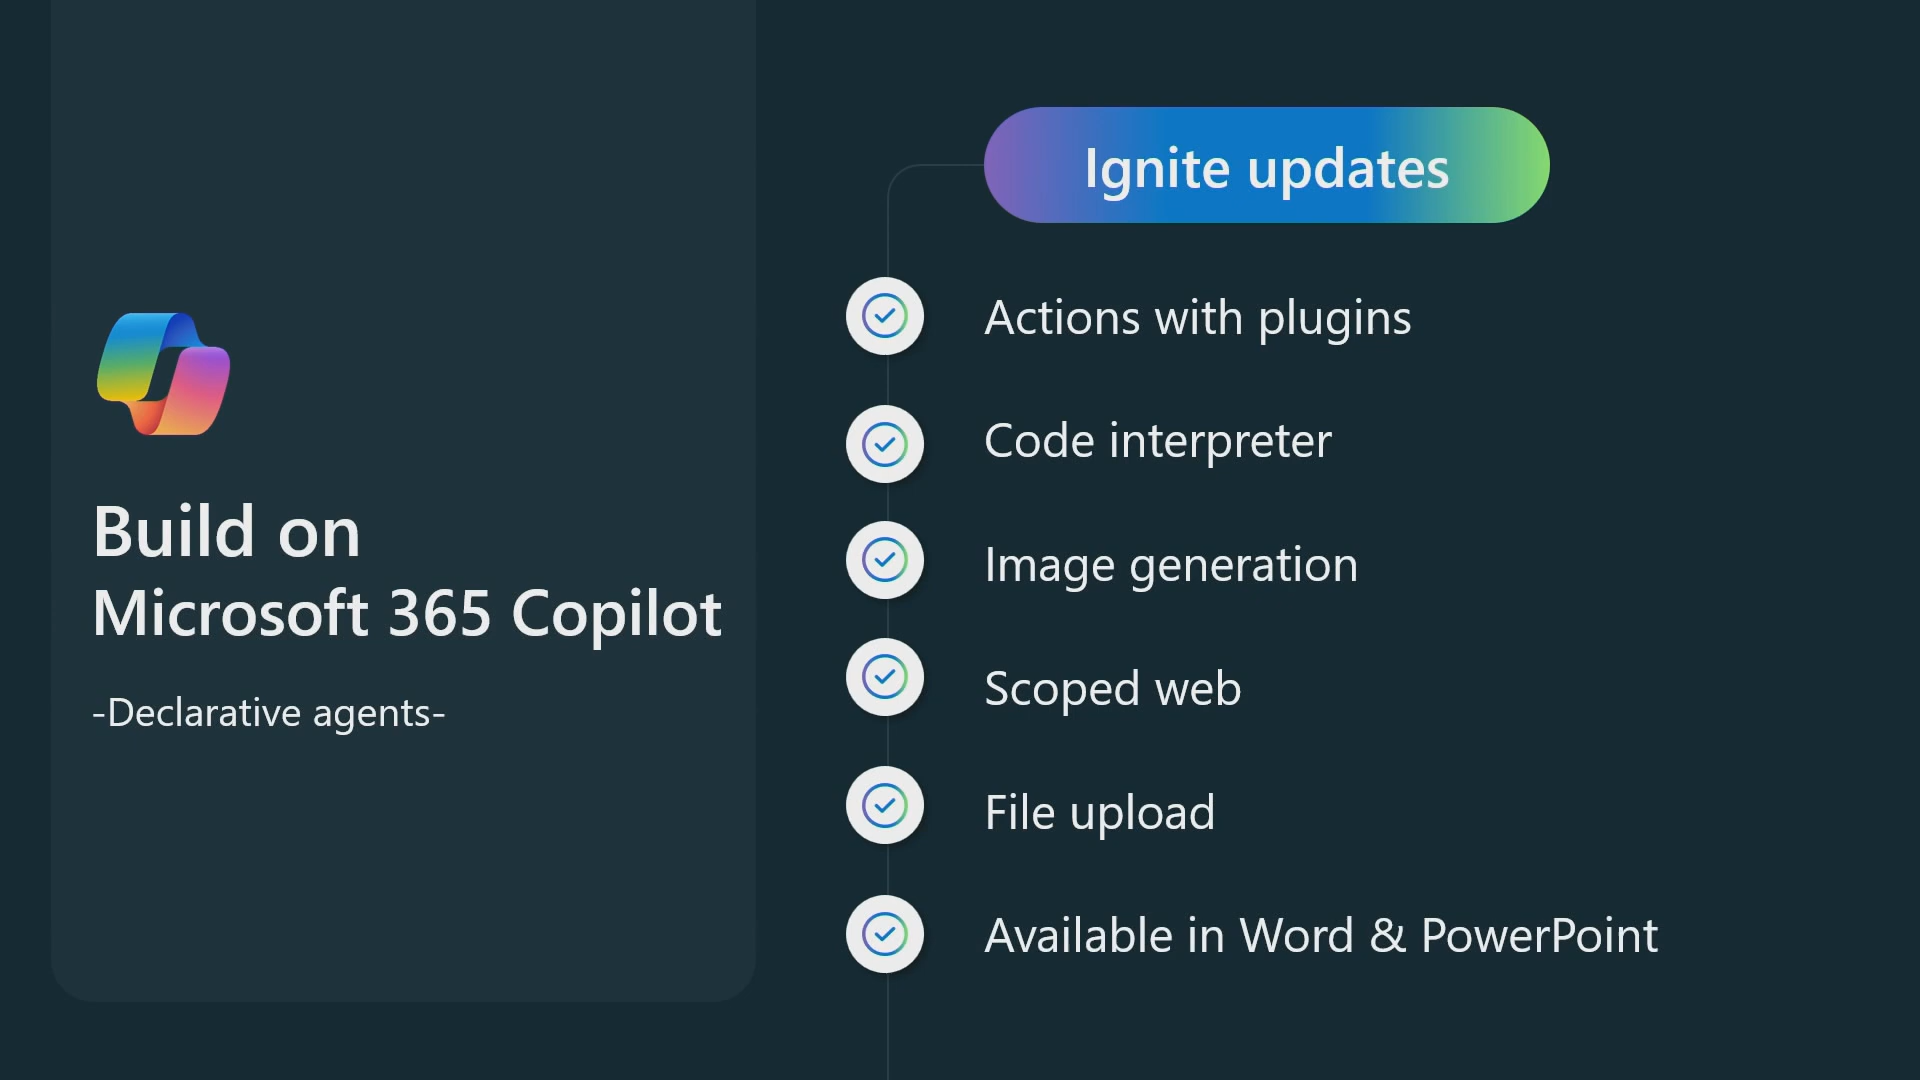 Build on
Microsoft 365 Copilot
-Declarative agents-
Ignite updates
Actions with plugins
Code interpreter
Image generation
Scoped web
File upload
Available in Word & PowerPoint